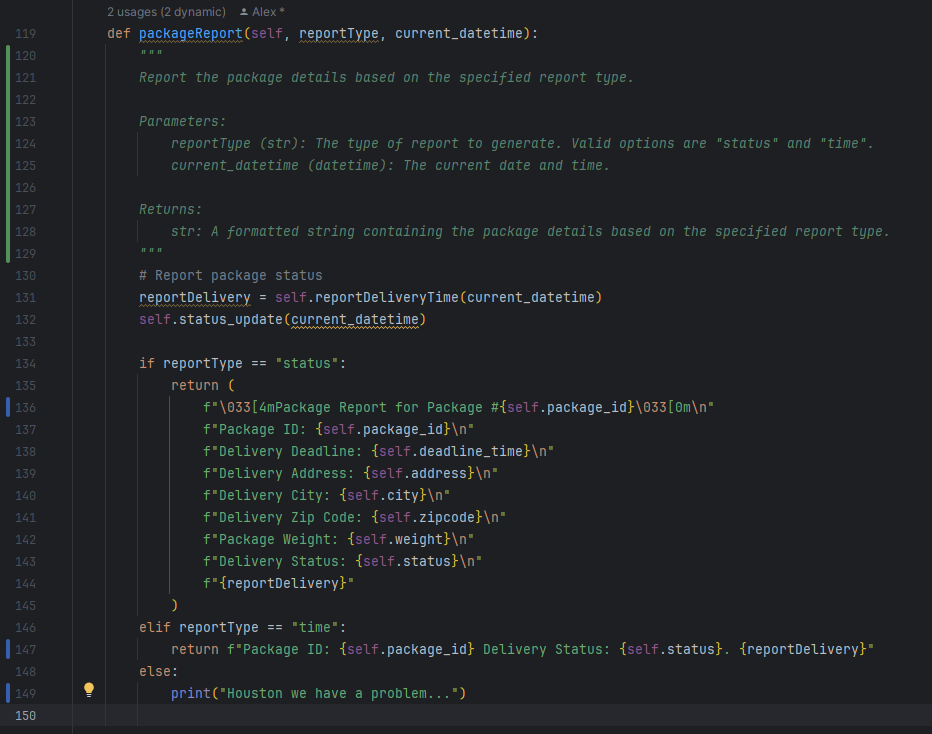 2 usages (2 dynamic) Alex *
119 def packageReport(self, reportType, current_datetime):
120 """
121 Report the package details based on the specified report type.
122
123 Parameters:
124 reportType (str): The type of report to generate. Valid options are "status" and "time".
125 current_datetime (datetime): The current date and time.
126
127 Returns:
128 str: A formatted string containing the package details based on the specified report type.
129 """
130 # Report package status
131 reportDelivery = self.reportDeliveryTime(current_datetime)
132 self.status_update(current_datetime)
133
134 if reportType == "status":
135 return (
136 f"\033[4mPackage Report for Package #{self.package_id}\033[0m\n"
137 f"Package ID: {self.package_id}\n"
138 f"Delivery Deadline: {self.deadline_time}\n"
139 f"Delivery Address: {self.address}\n"
140 f"Delivery City: {self.city}\n"
141 f"Delivery Zip Code: {self.zipcode}\n"
142 f"Package Weight: {self.weight}\n"
143 f"Delivery Status: {self.status}\n"
144 f"{reportDelivery}"
145 )
146 elif reportType == "time":
147 return f"Package ID: {self.package_id} Delivery Status: {self.status}. {reportDelivery}"
148 else:
149 print("Houston we have a problem...")
150